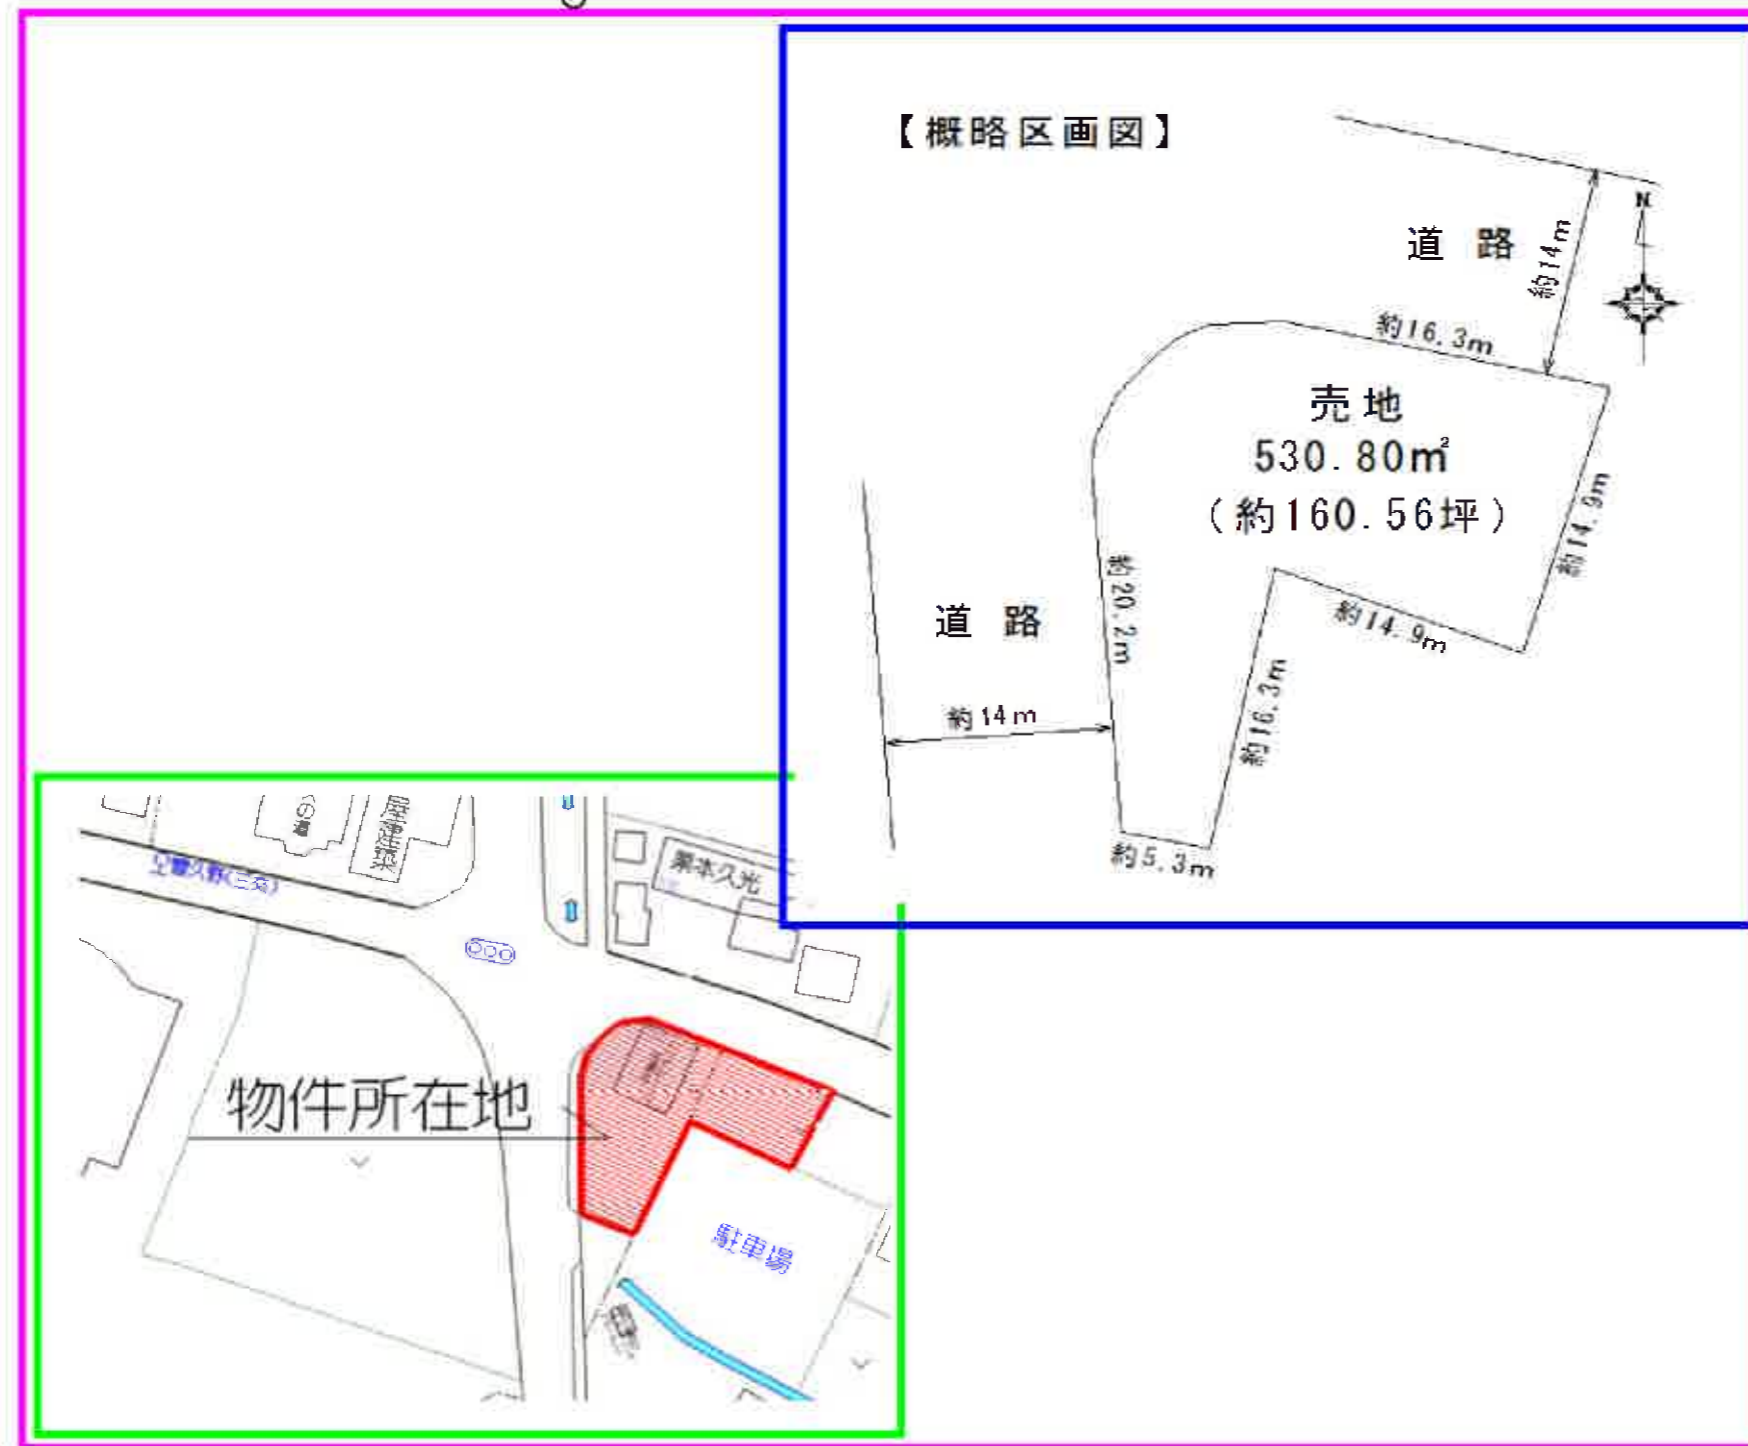 【概略区画図】
道 路
N
約14m
約16.3m
売地
530.80㎡
(約160.56坪)
約14.9m
約20.2m
約14.9m
道 路
約16.3m
約14m
約5.3m
物件所在地
駐車場